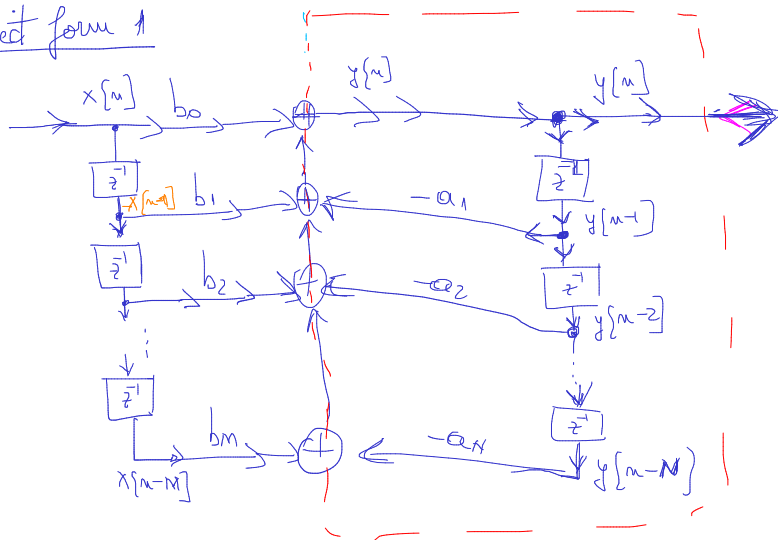 ect form 1
x[n] b0 + y[n] y[n]
z^-1 z^-1
x[n-1] b1 + -a1 y[n-1]
z^-1 b2 + -a2 z^-1
y[n-2]
z^-1 z^-1
bM + -aN
x[n-M] y[n-N]